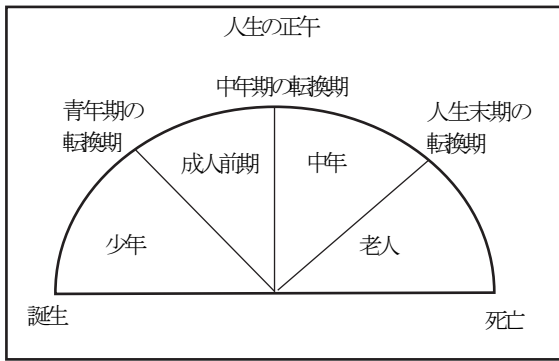 人生の正午
中年期の転換期
青年期の
転換期
人生末期の
転換期
成人前期
中年
少年
老人
誕生
死亡